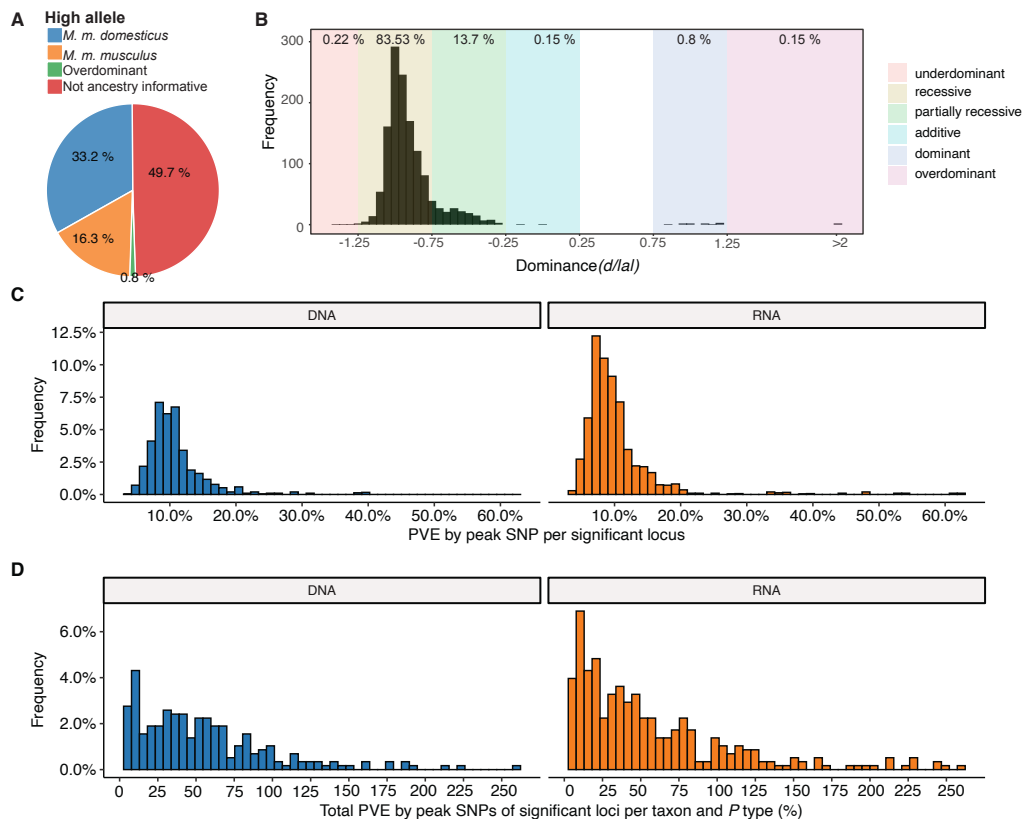 A
High allele
M. m. domesticus
M. m. musculus
Overdominant
Not ancestry informative
33.2 %
49.7 %
16.3 %
0.8 %
B
0.22 % 83.53 % 13.7 % 0.15 % 0.8 % 0.15 %
300
200
100
0
Frequency
-1.25 -0.75 -0.25 0.25 0.75 1.25 >2
Dominance(d/lal)
underdominant
recessive
partially recessive
additive
dominant
overdominant
C
DNA RNA
12.5%
10.0%
7.5%
5.0%
2.5%
0.0%
Frequency
10.0% 20.0% 30.0% 40.0% 50.0% 60.0% 10.0% 20.0% 30.0% 40.0% 50.0% 60.0%
PVE by peak SNP per significant locus
D
DNA RNA
6.0%
4.0%
2.0%
0.0%
Frequency
0 25 50 75 100 125 150 175 200 225 250 0 25 50 75 100 125 150 175 200 225 250
Total PVE by peak SNPs of significant loci per taxon and P type (%)